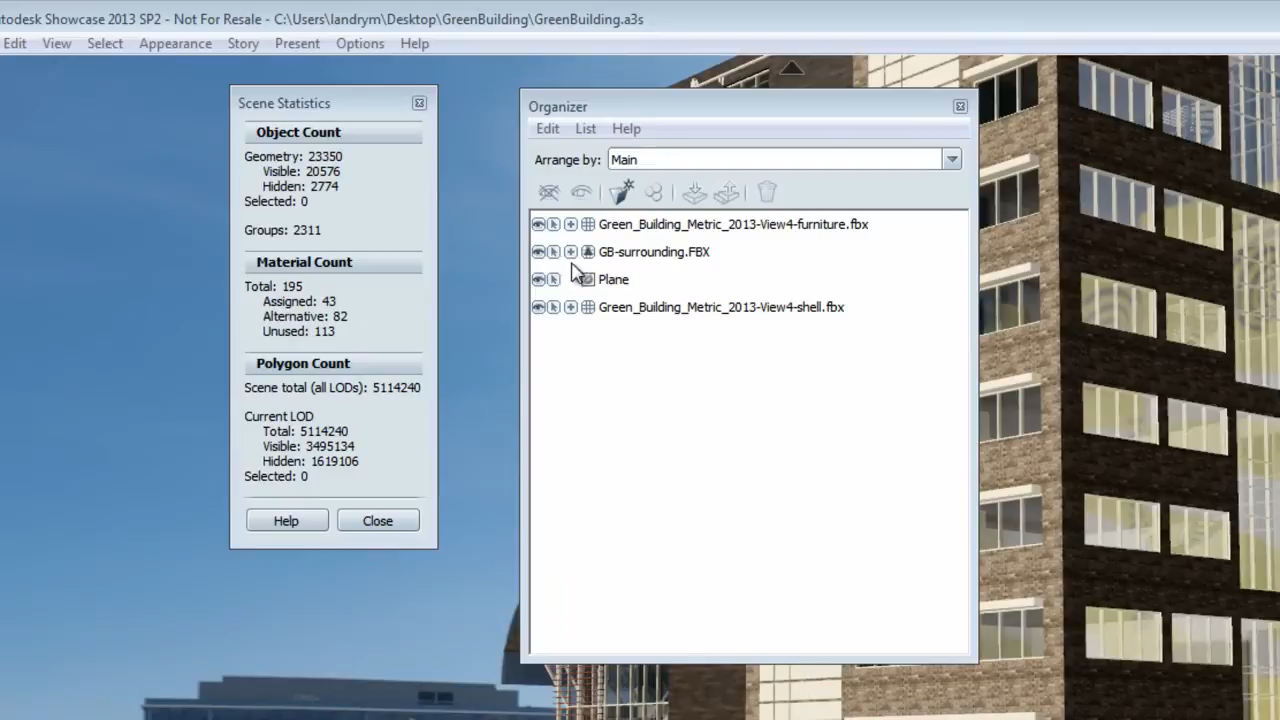 utodesk Showcase 2013 SP2 - Not For Resale - C:\Users\landrym\Desktop\GreenBuilding\GreenBuilding.a3s
Edit View Select Appearance Story Present Options Help
Scene Statistics
Object Count
Geometry: 23350
Visible: 20576
Hidden: 2774
Selected: 0
Groups: 2311
Material Count
Total: 195
Assigned: 43
Alternative: 82
Unused: 113
Polygon Count
Scene total (all LODs): 5114240
Current LOD
Total: 5114240
Visible: 3495134
Hidden: 1619106
Selected: 0
Help Close
Organizer
Edit List Help
Arrange by: Main
Green_Building_Metric_2013-View4-furniture.fbx
GB-surrounding.FBX
Plane
Green_Building_Metric_2013-View4-shell.fbx